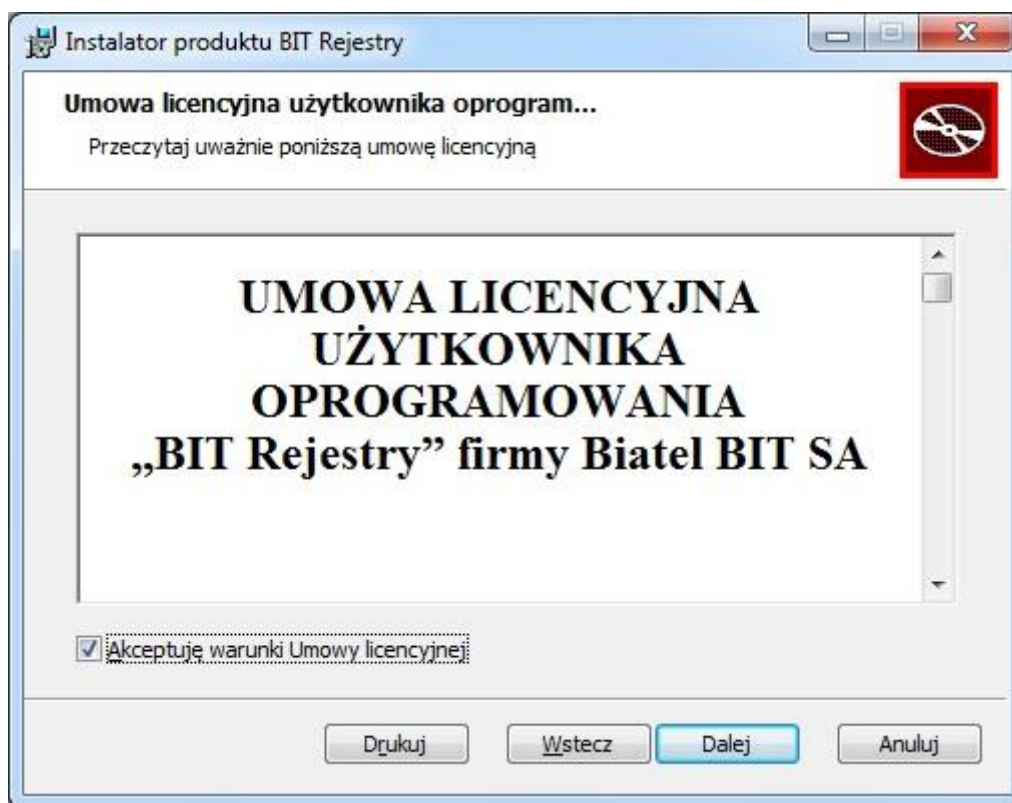 Instalator produktu BIT Rejestry
Umowa licencyjna użytkownika oprogram...
Przeczytaj uważnie poniższą umowę licencyjną
UMOWA LICENCYJNA
UŻYTKOWNIKA
OPROGRAMOWANIA
„BIT Rejestry” firmy Biatel BIT SA
Akceptuję warunki Umowy licencyjnej
Drukuj Wstecz Dalej Anuluj